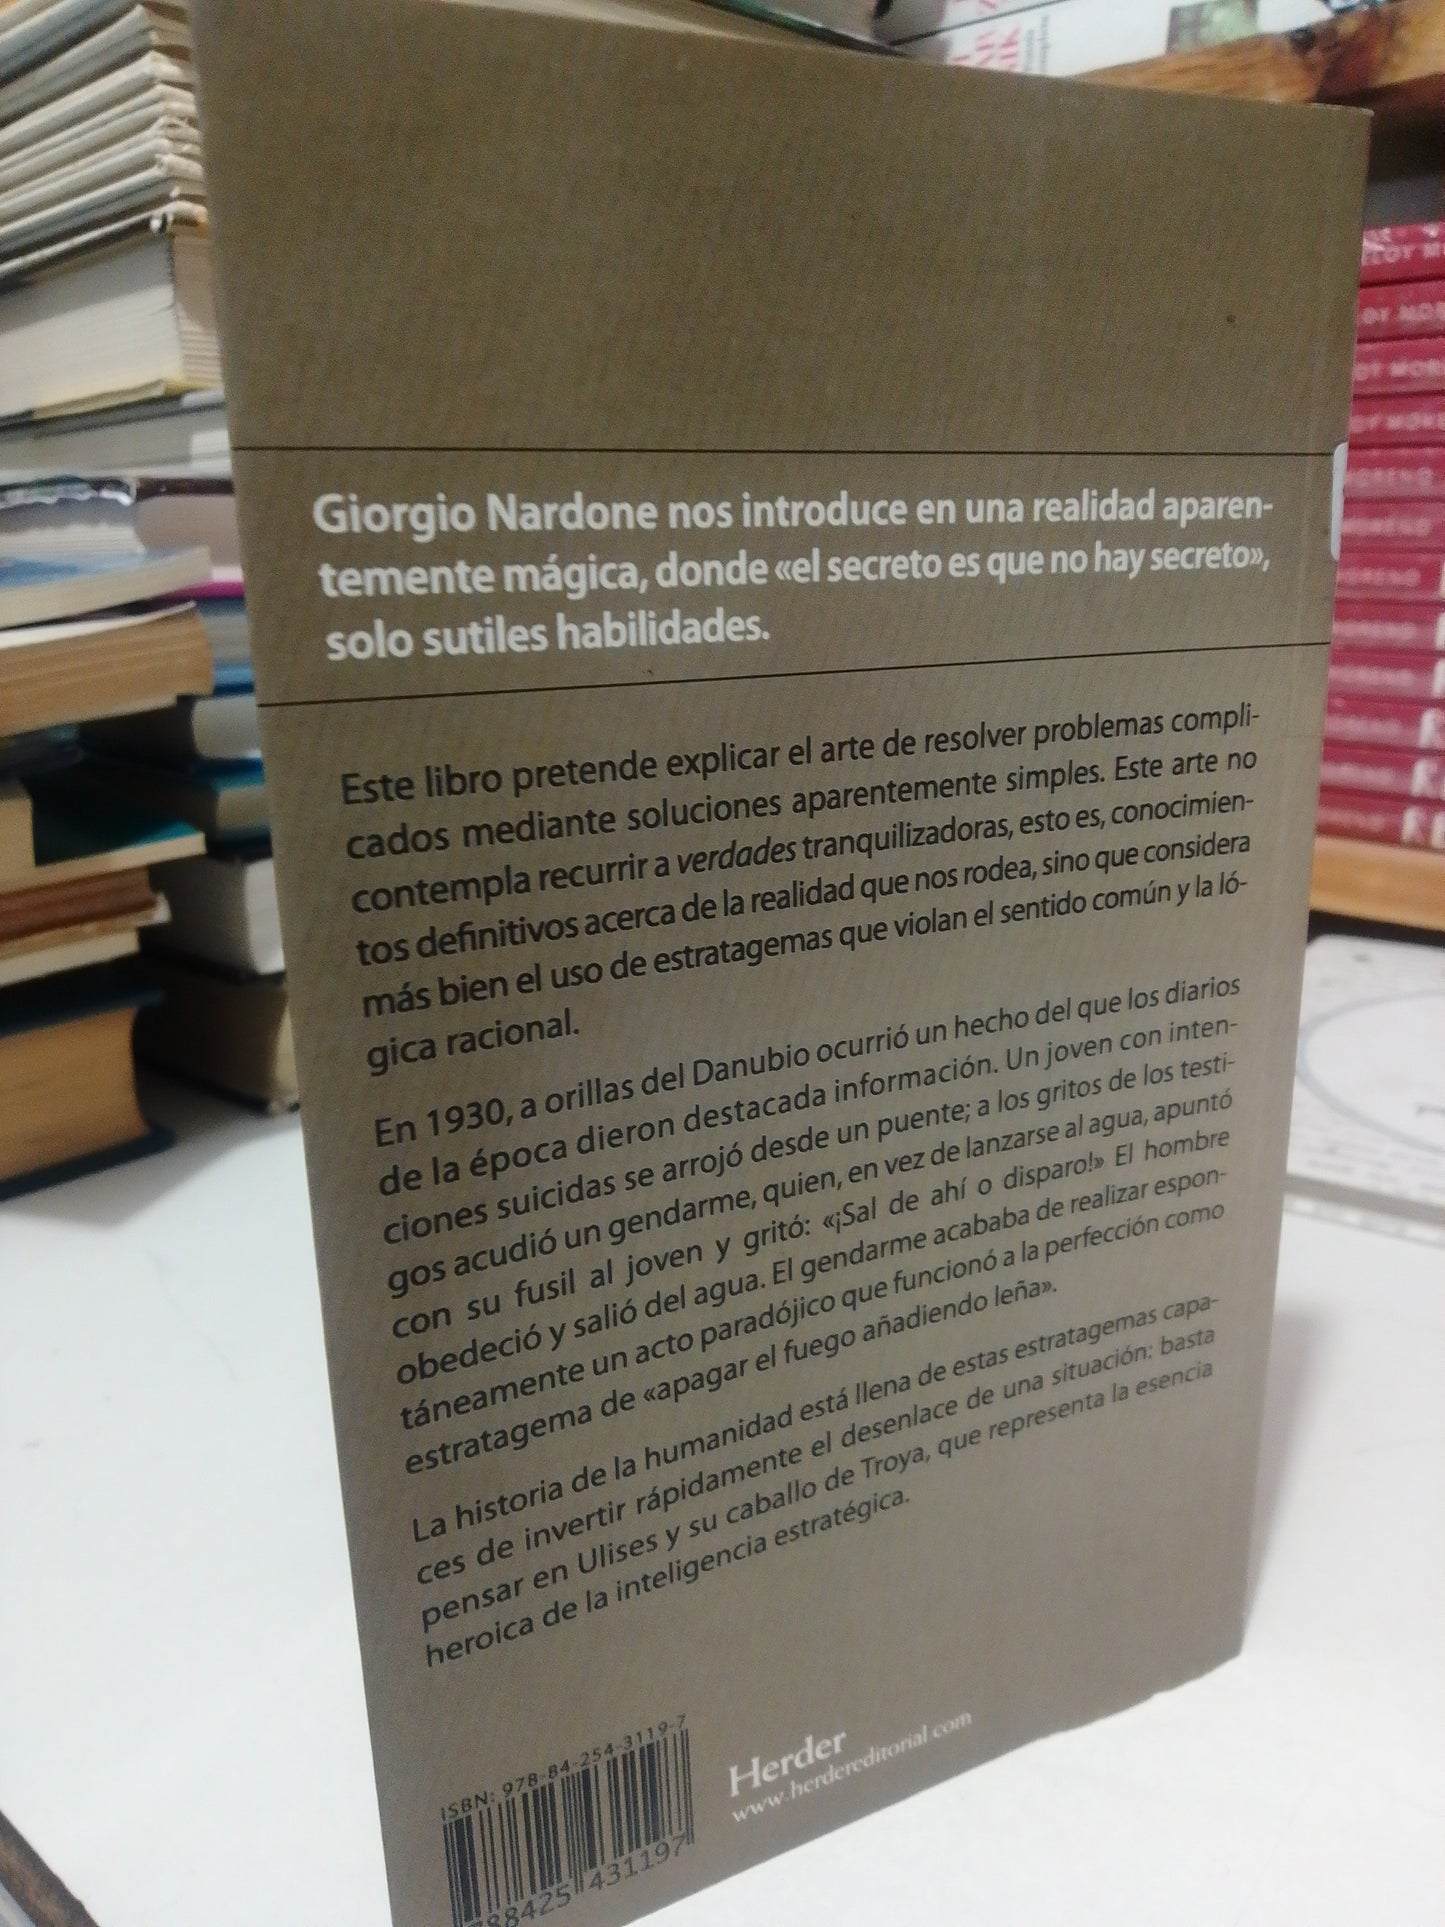 Giorgio Nardone nos introduce en una realidad aparen-
temente mágica, donde «el secreto es que no hay secreto»,
solo sutiles habilidades.
Este libro pretende explicar el arte de resolver problemas compli-
cados mediante soluciones aparentemente simples. Este arte no
contempla recurrir a verdades tranquilizadoras, esto es, conocimien-
tos definitivos acerca de la realidad que nos rodea, sino que considera
más bien el uso de estratagemas que violan el sentido común y la ló-
gica racional.
En 1930, a orillas del Danubio ocurrió un hecho del que los diarios
de la época dieron destacada información. Un joven con inten-
ciones suicidas se arrojó desde un puente; a los gritos de los testi-
gos acudió un gendarme, quien, en vez de lanzarse al agua, apuntó
con su fusil al joven y gritó: «¡Sal de ahí o disparo!» El hombre
obedeció y salió del agua. El gendarme acababa de realizar espon-
táneamente un acto paradójico que funcionó a la perfección como
estratagema de «apagar el fuego añadiendo leña».
La historia de la humanidad está llena de estas estratagemas capa-
ces de invertir rápidamente el desenlace de una situación: basta
pensar en Ulises y su caballo de Troya, que representa la esencia
heroica de la inteligencia estratégica.
ISBN: 978-84-254-3119-7
788425 431197
Herder
www.herdereditorial.com
MORENO
MORENO
MORENO
MORENO